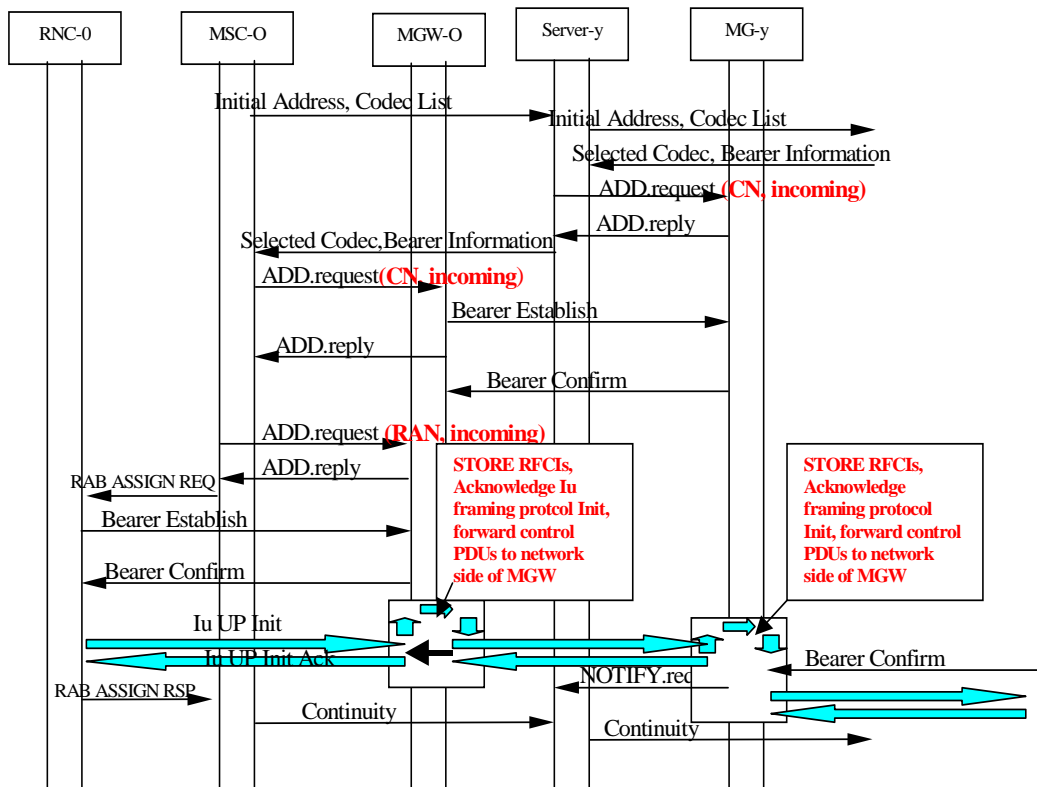 RNC-0
MSC-O
MGW-O
Server-y
MG-y
Initial Address, Codec List
Initial Address, Codec List
Selected Codec, Bearer Information
ADD.request (CN, incoming)
ADD.reply
Selected Codec,Bearer Information
ADD.request(CN, incoming)
Bearer Establish
ADD.reply
Bearer Confirm
ADD.request (RAN, incoming)
ADD.reply
RAB ASSIGN REQ
Bearer Establish
Bearer Confirm
STORE RFCIs,
Acknowledge Iu
framing protcol Init,
forward control
PDUs to network
side of MGW
STORE RFCIs,
Acknowledge
framing protocol
Init, forward control
PDUs to network
side of MGW
Iu UP Init
Iu UP Init Ack
Bearer Confirm
RAB ASSIGN RSP
NOTIFY.req
Continuity
Continuity